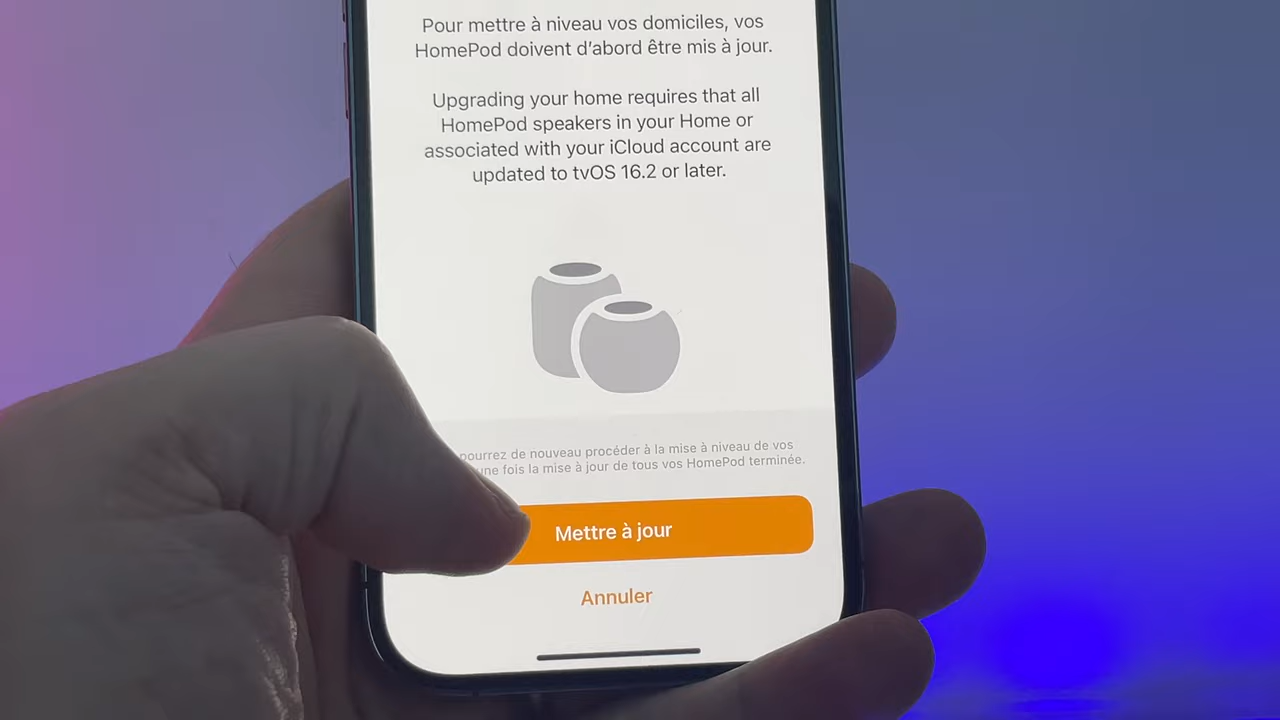 Pour mettre à niveau vos domiciles, vos
HomePod doivent d’abord être mis à jour.
Upgrading your home requires that all
HomePod speakers in your Home or
associated with your iCloud account are
updated to tvOS 16.2 or later.
pourrez de nouveau procéder à la mise à niveau de vos
une fois la mise à jour de tous vos HomePod terminée.
Mettre à jour
Annuler